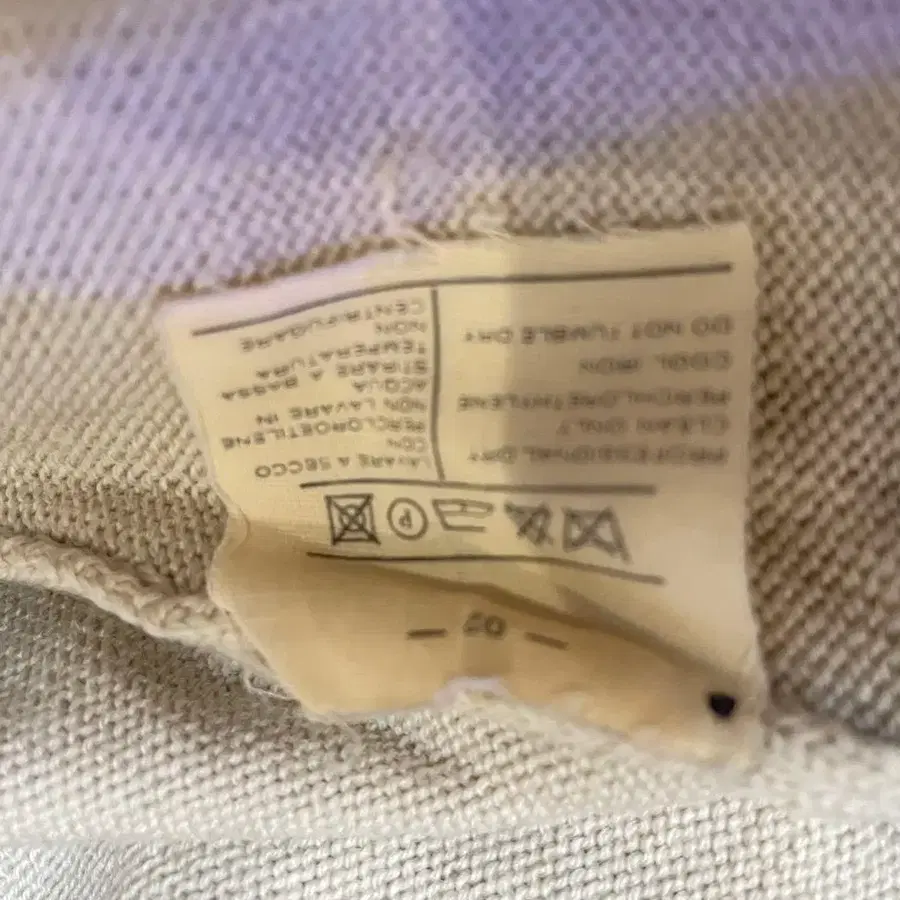 P
PROFESSIONAL DRY
CLEAN ONLY
PERCHLORETHYLENE
COOL IRON
DO NOT TUMBLE DRY
LAVARE A SECCO
CON
PERCLOROETILENE
NON LAVARE IN
ACQUA
STIRARE A BASSA
TEMPERATURA
NON
CENTRIFUGARE